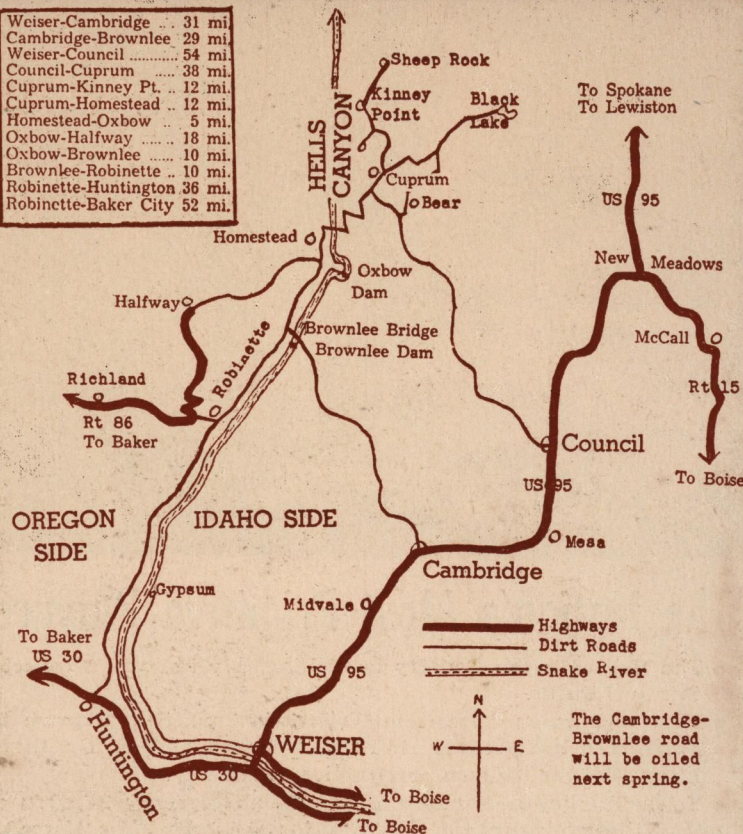 Weiser-Cambridge .. 31 mi.
Cambridge-Brownlee 29 mi.
Weiser-Council ............ 54 mi.
Council-Cuprum ..... 38 mi.
Cuprum-Kinney Pt. .. 12 mi.
Cuprum-Homestead .. 12 mi.
Homestead-Oxbow .. 5 mi.
Oxbow-Halfway ..... 18 mi.
Oxbow-Brownlee ...... 10 mi.
Brownlee-Robinette .. 10 mi.
Robinette-Huntington 36 mi.
Robinette-Baker City 52 mi.
Sheep Rock
Kinney
Point
Black
Lake
To Spokane
To Lewiston
HELLS
CANYON
Cuprum
Bear
US 95
Homestead
New Meadows
Oxbow
Dam
Halfway
Brownlee Bridge
Brownlee Dam
McCall
Robinette
Richland
Rt 15
Rt 86
To Baker
Council
To Boise
US 95
OREGON
SIDE
IDAHO SIDE
Mesa
Cambridge
Gypsum
Midvale
Highways
Dirt Roads
Snake River
To Baker
US 30
US 95
N
W E
S
The Cambridge-
Brownlee road
will be oiled
next spring.
Huntington
WEISER
US 30
To Boise
To Boise